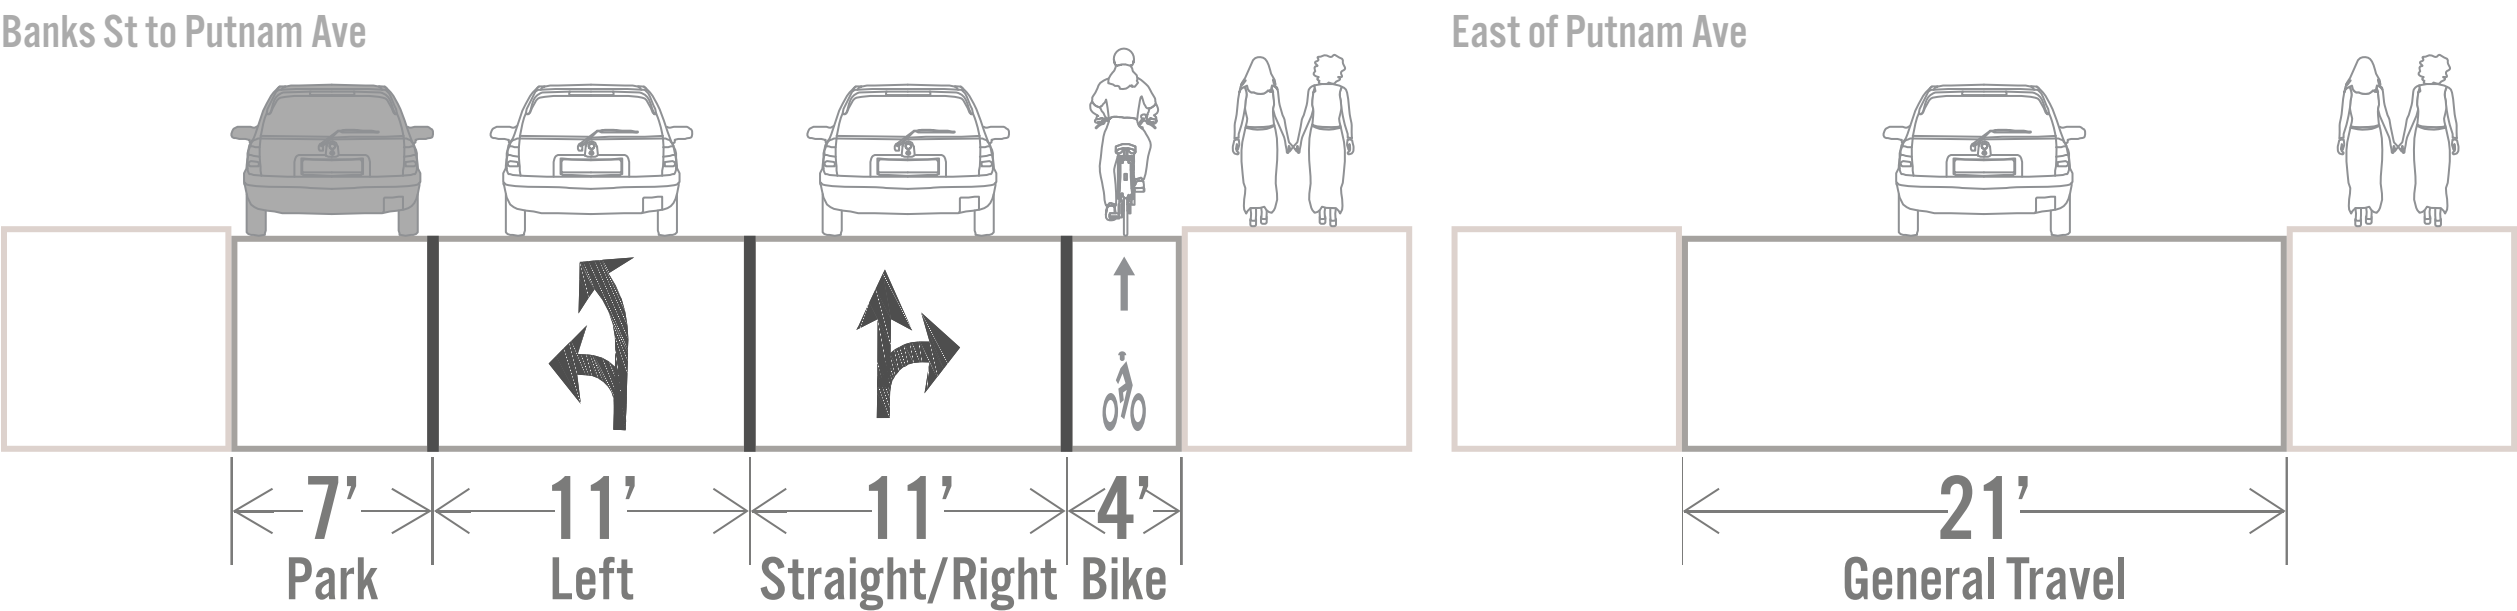 Banks St to Putnam Ave
7’ 11’ 11’ 4’
Park Left Straight/Right Bike
East of Putnam Ave
21’
General Travel